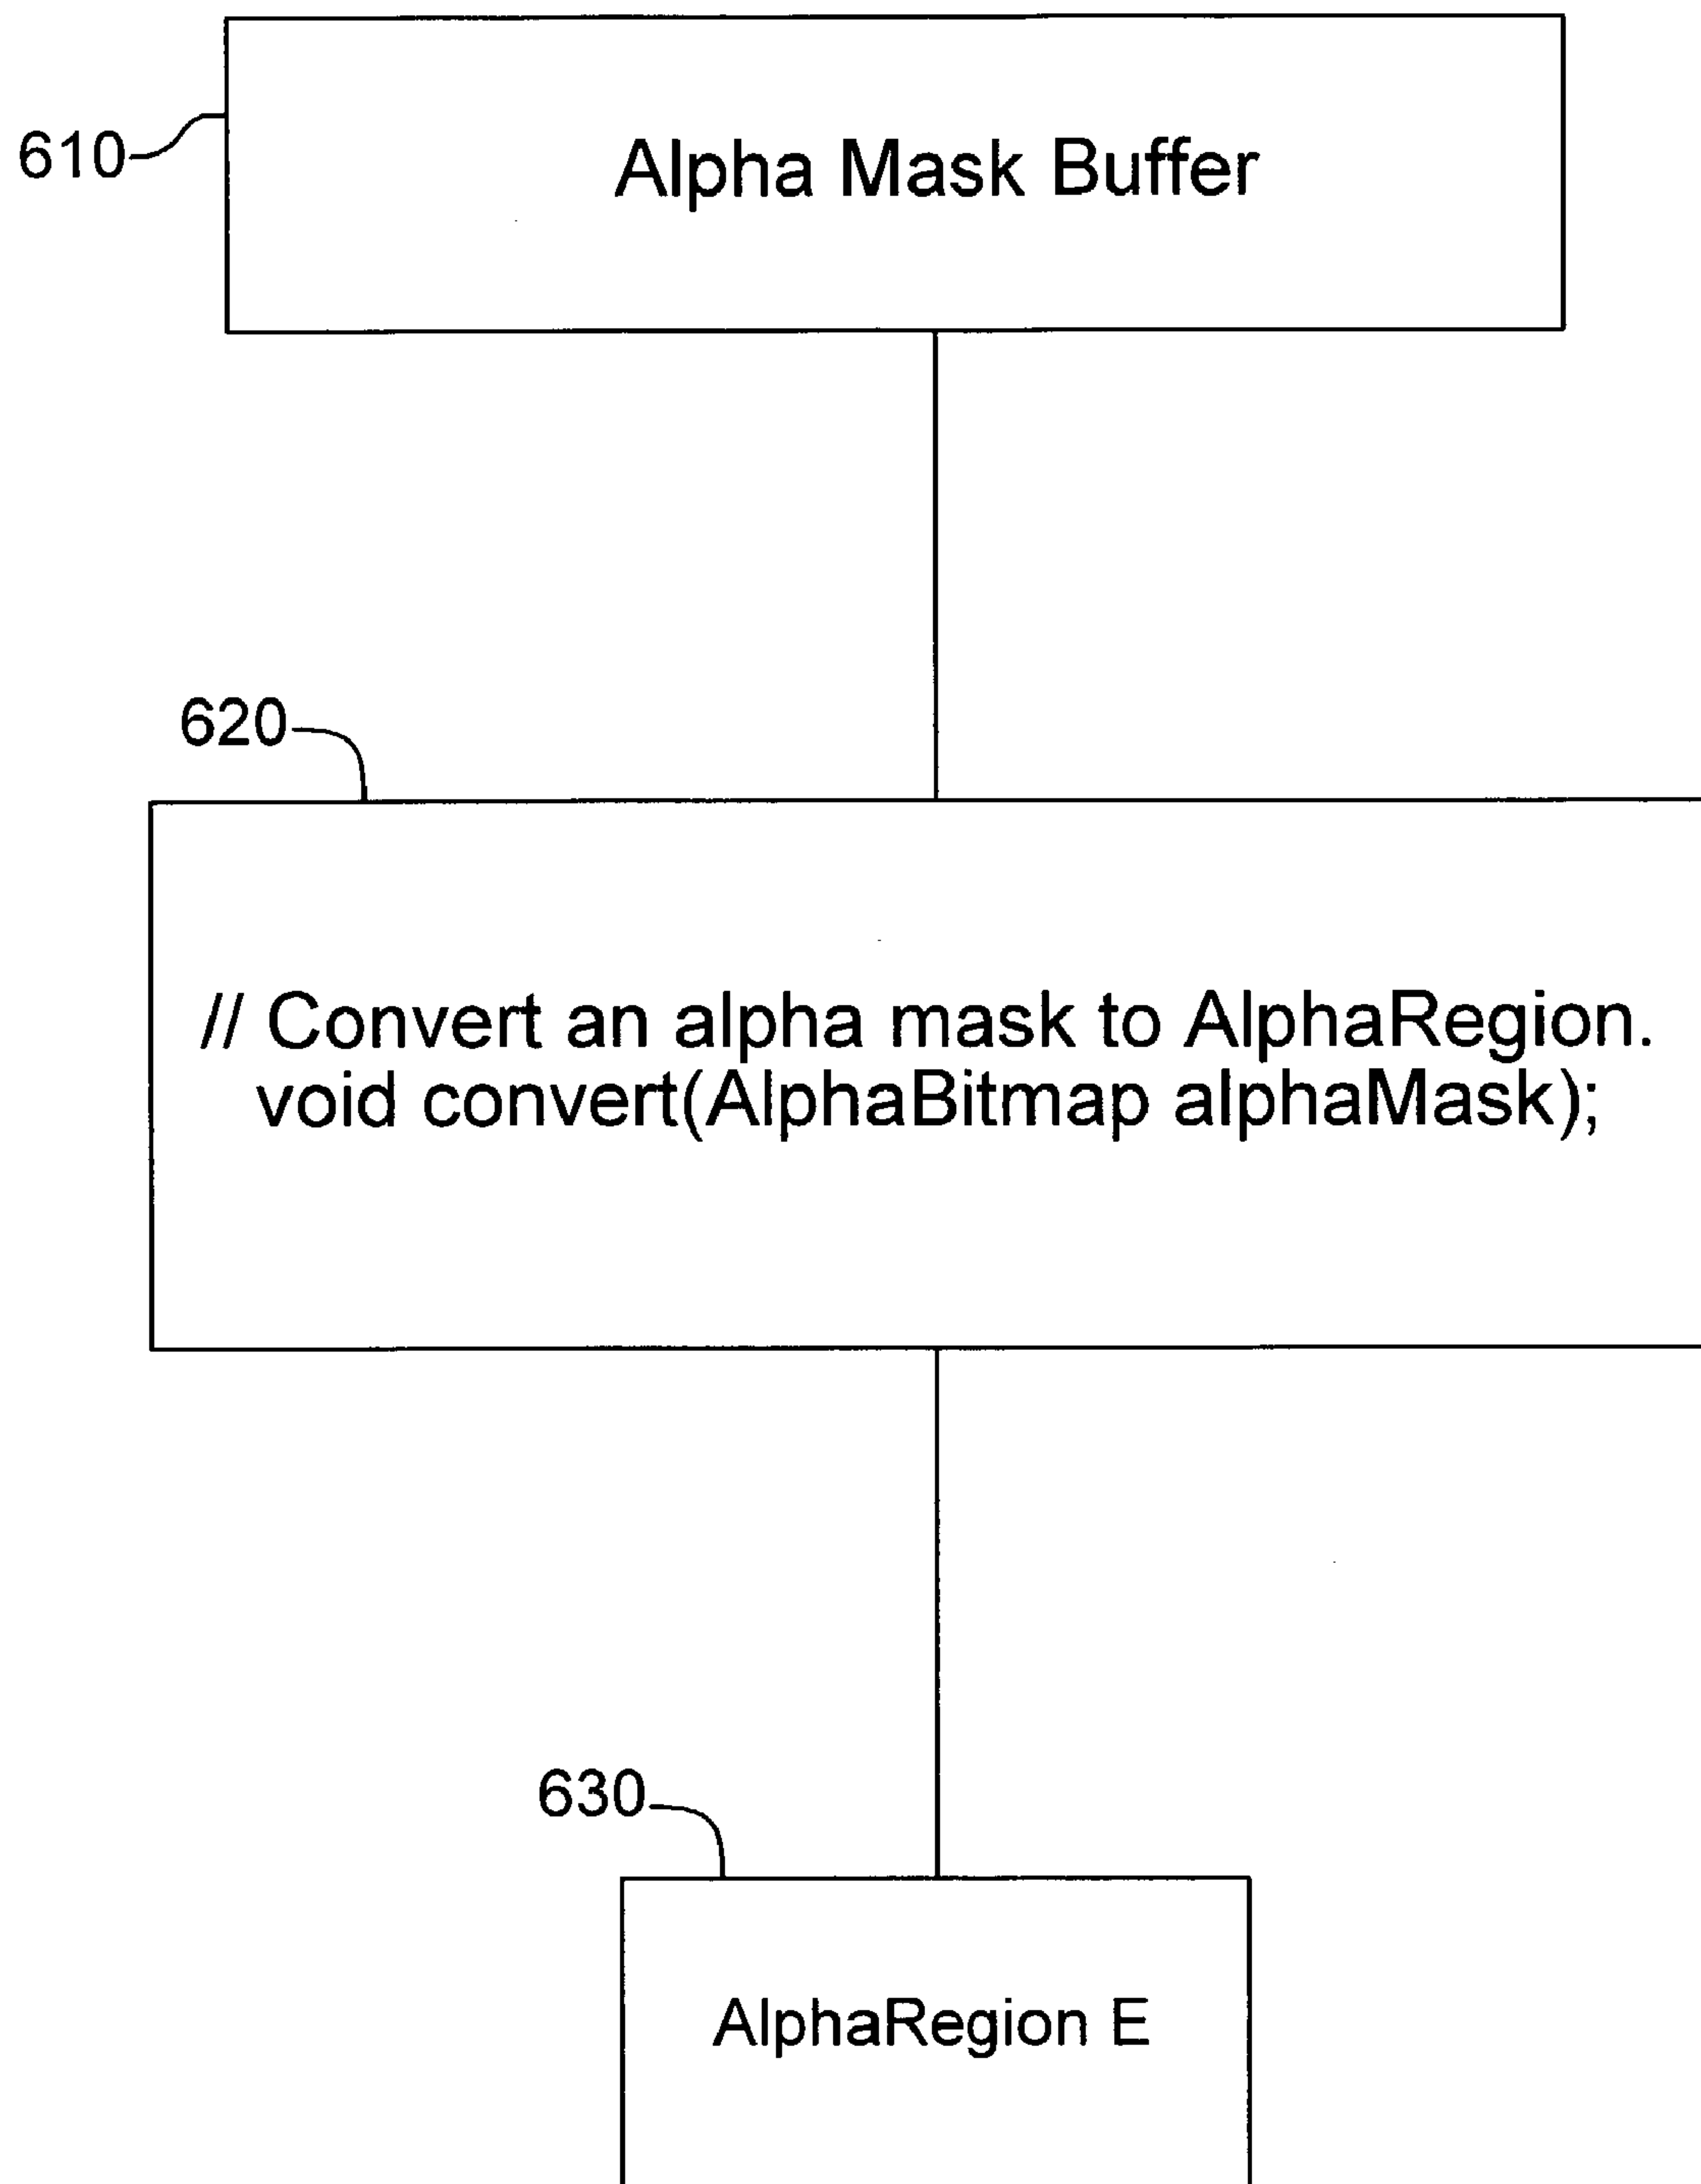 610
Alpha Mask Buffer
620
// Convert an alpha mask to AlphaRegion.
void convert(AlphaBitmap alphaMask);
630
AlphaRegion E